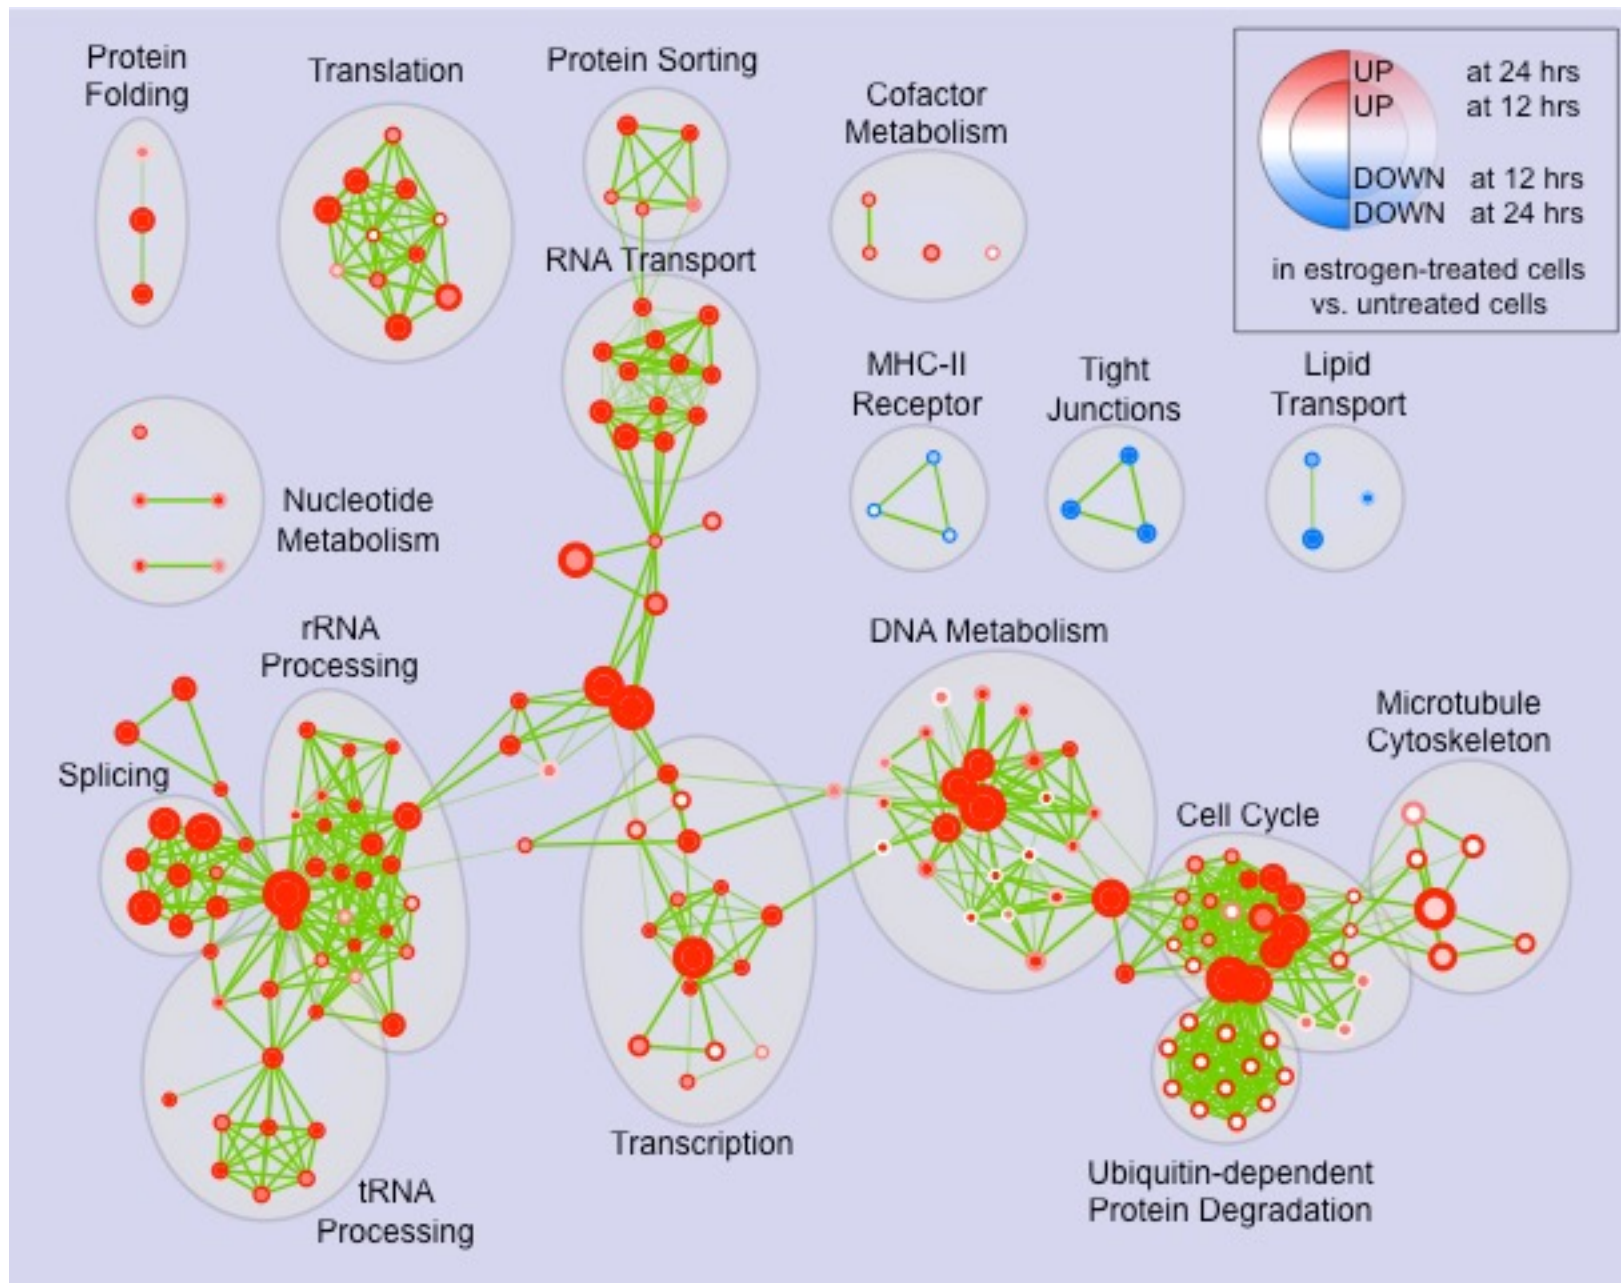 Protein
Folding
Translation
Protein Sorting
Cofactor
Metabolism
UP at 24 hrs
UP at 12 hrs
DOWN at 12 hrs
DOWN at 24 hrs
in estrogen-treated cells
vs. untreated cells
RNA Transport
MHC-II
Receptor
Tight
Junctions
Lipid
Transport
Nucleotide
Metabolism
rRNA
Processing
DNA Metabolism
Microtubule
Cytoskeleton
Splicing
Cell Cycle
Transcription
Ubiquitin-dependent
Protein Degradation
tRNA
Processing